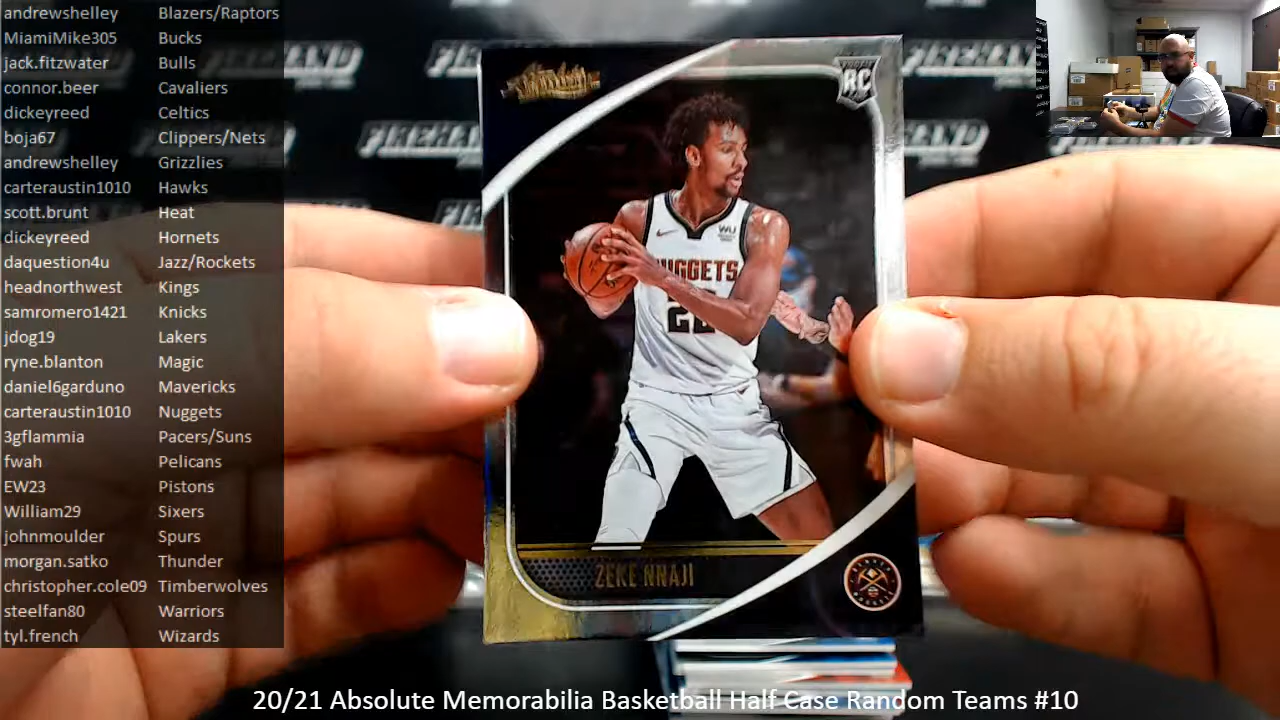 andrewshelley Blazers/Raptors
MiamiMike305 Bucks
jack.fitzwater Bulls
connor.beer Cavaliers
dickeyreed Celtics
boja67 Clippers/Nets
andrewshelley Grizzlies
carteraustin1010 Hawks
scott.brunt Heat
dickeyreed Hornets
daquestion4u Jazz/Rockets
headnorthwest Kings
samromero1421 Knicks
jdog19 Lakers
ryne.blanton Magic
daniel6garduno Mavericks
carteraustin1010 Nuggets
3gflammia Pacers/Suns
fwah Pelicans
EW23 Pistons
William29 Sixers
johnmoulder Spurs
morgan.satko Thunder
christopher.cole09 Timberwolves
steelfan80 Warriors
tyl.french Wizards
FIREHAND
RC
WU
NUGGETS
22
ZEKE NNAJI
20/21 Absolute Memorabilia Basketball Half Case Random Teams #10